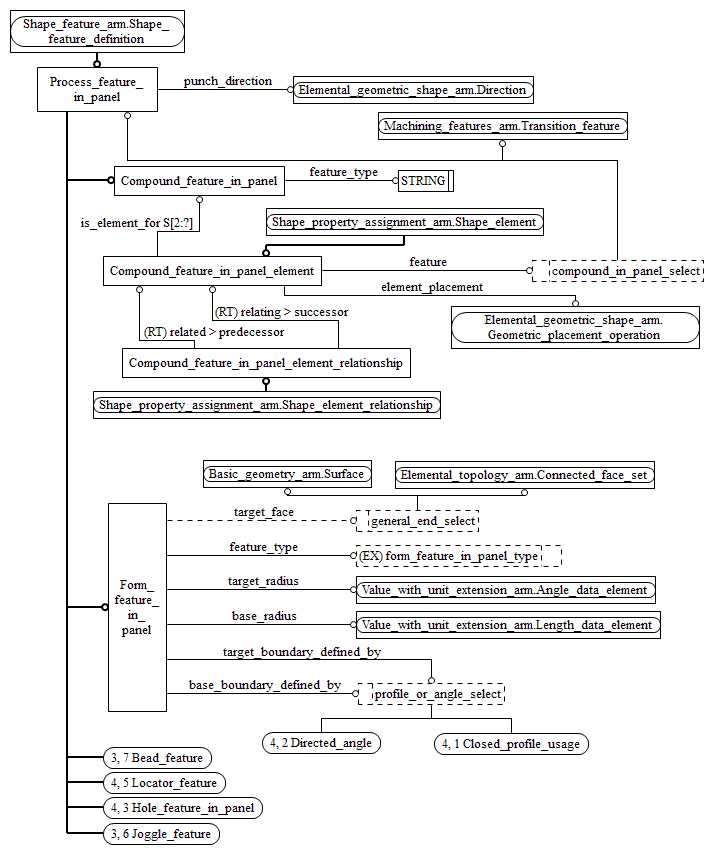 Shape_feature_arm.Shape_
feature_definition
Process_feature_
in_panel
punch_direction
Elemental_geometric_shape_arm.Direction
Machining_features_arm.Transition_feature
Compound_feature_in_panel
feature_type
STRING
is_element_for S[2:?]
Shape_property_assignment_arm.Shape_element
Compound_feature_in_panel_element
feature
compound_in_panel_select
element_placement
(RT) relating > successor
Elemental_geometric_shape_arm.
Geometric_placement_operation
(RT) related > predecessor
Compound_feature_in_panel_element_relationship
Shape_property_assignment_arm.Shape_element_relationship
Basic_geometry_arm.Surface
Elemental_topology_arm.Connected_face_set
Form_
feature_
in_
panel
target_face
general_end_select
feature_type
(EX) form_feature_in_panel_type
target_radius
Value_with_unit_extension_arm.Angle_data_element
base_radius
Value_with_unit_extension_arm.Length_data_element
target_boundary_defined_by
base_boundary_defined_by
profile_or_angle_select
4, 2 Directed_angle
4, 1 Closed_profile_usage
3, 7 Bead_feature
4, 5 Locator_feature
4, 3 Hole_feature_in_panel
3, 6 Joggle_feature